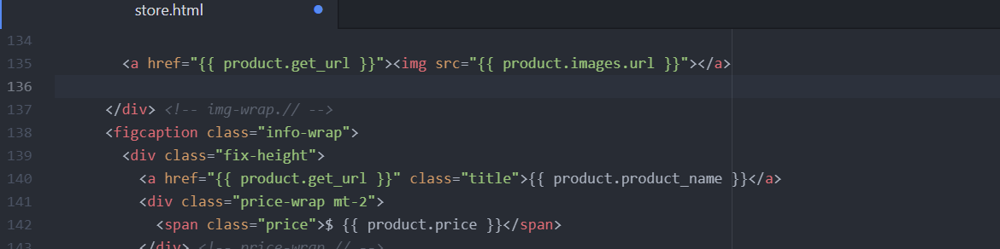 store.html
134
135 <a href="{{ product.get_url }}"><img src="{{ product.images.url }}"></a>
136
137 </div> <!-- img-wrap.// -->
138 <figcaption class="info-wrap">
139 <div class="fix-height">
140 <a href="{{ product.get_url }}" class="title">{{ product.product_name }}</a>
141 <div class="price-wrap mt-2">
142 <span class="price">$ {{ product.price }}</span>
143 </div> <!-- price-wrap.// -->